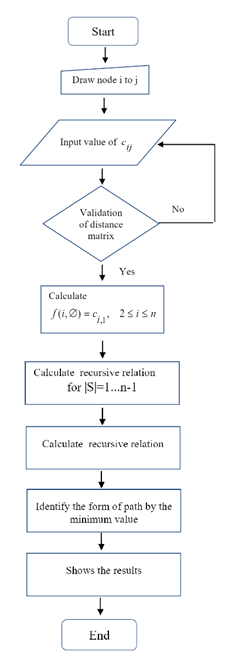 Start
Draw node i to j
Input value of c_ij
Validation
of distance
matrix
No
Yes
Calculate
f(i,∅) = c_i,1, 2 ≤ i ≤ n
Calculate recursive relation
for |S|=1...n-1
Calculate recursive relation
Identify the form of path by the
minimum value
Shows the results
End